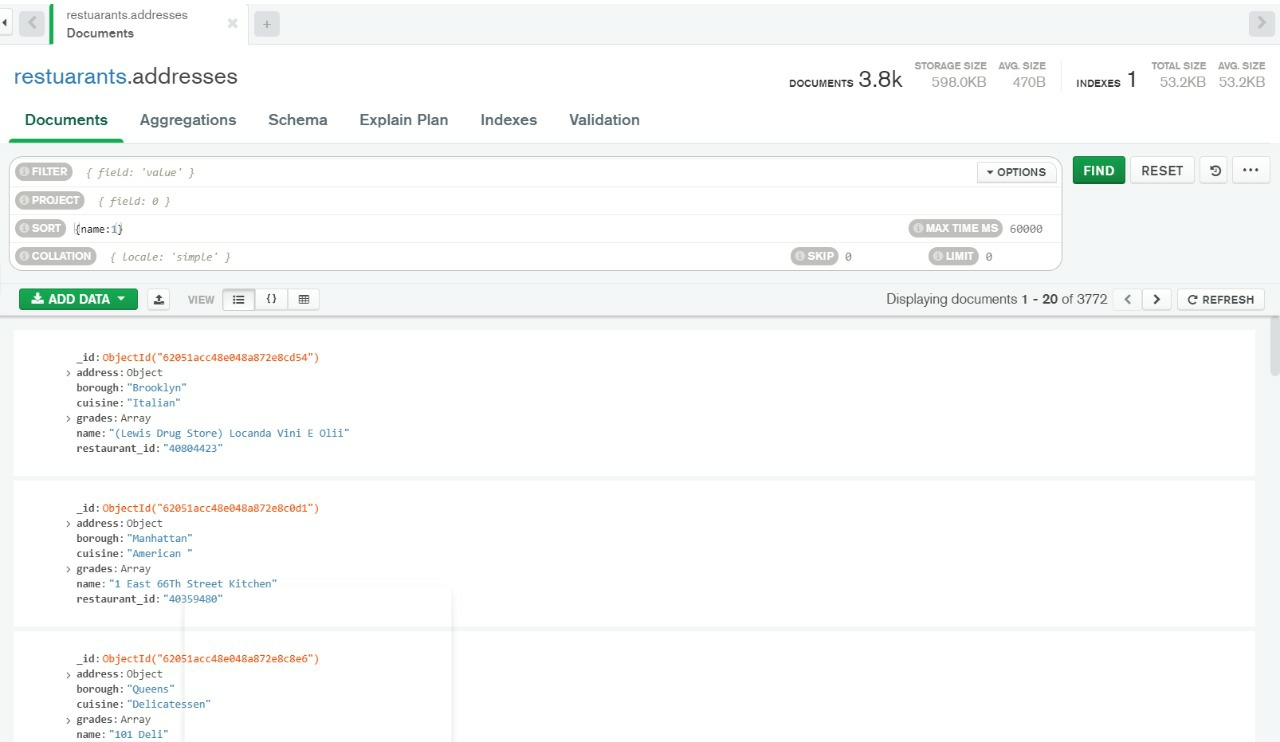 restuarants.addresses
Documents
restuarants.addresses
DOCUMENTS 3.8k STORAGE SIZE 598.0KB AVG. SIZE 470B INDEXES 1 TOTAL SIZE 53.2KB AVG. SIZE 53.2KB
Documents Aggregations Schema Explain Plan Indexes Validation
FILTER { field: 'value' } OPTIONS FIND RESET
PROJECT { field: 0 }
SORT {name:1} MAX TIME MS 60000
COLLATION { locale: 'simple' } SKIP 0 LIMIT 0
ADD DATA VIEW {} Displaying documents 1 - 20 of 3772 REFRESH
_id:ObjectId("62051acc48e048a872e8cd54")
address:Object
borough:"Brooklyn"
cuisine:"Italian"
grades:Array
name:"(Lewis Drug Store) Locanda Vini E Olii"
restaurant_id:"40804423"
_id:ObjectId("62051acc48e048a872e8c0d1")
address:Object
borough:"Manhattan"
cuisine:"American "
grades:Array
name:"1 East 66Th Street Kitchen"
restaurant_id:"40359480"
_id:ObjectId("62051acc48e048a872e8c8e6")
address:Object
borough:"Queens"
cuisine:"Delicatessen"
grades:Array
name:"101 Deli"